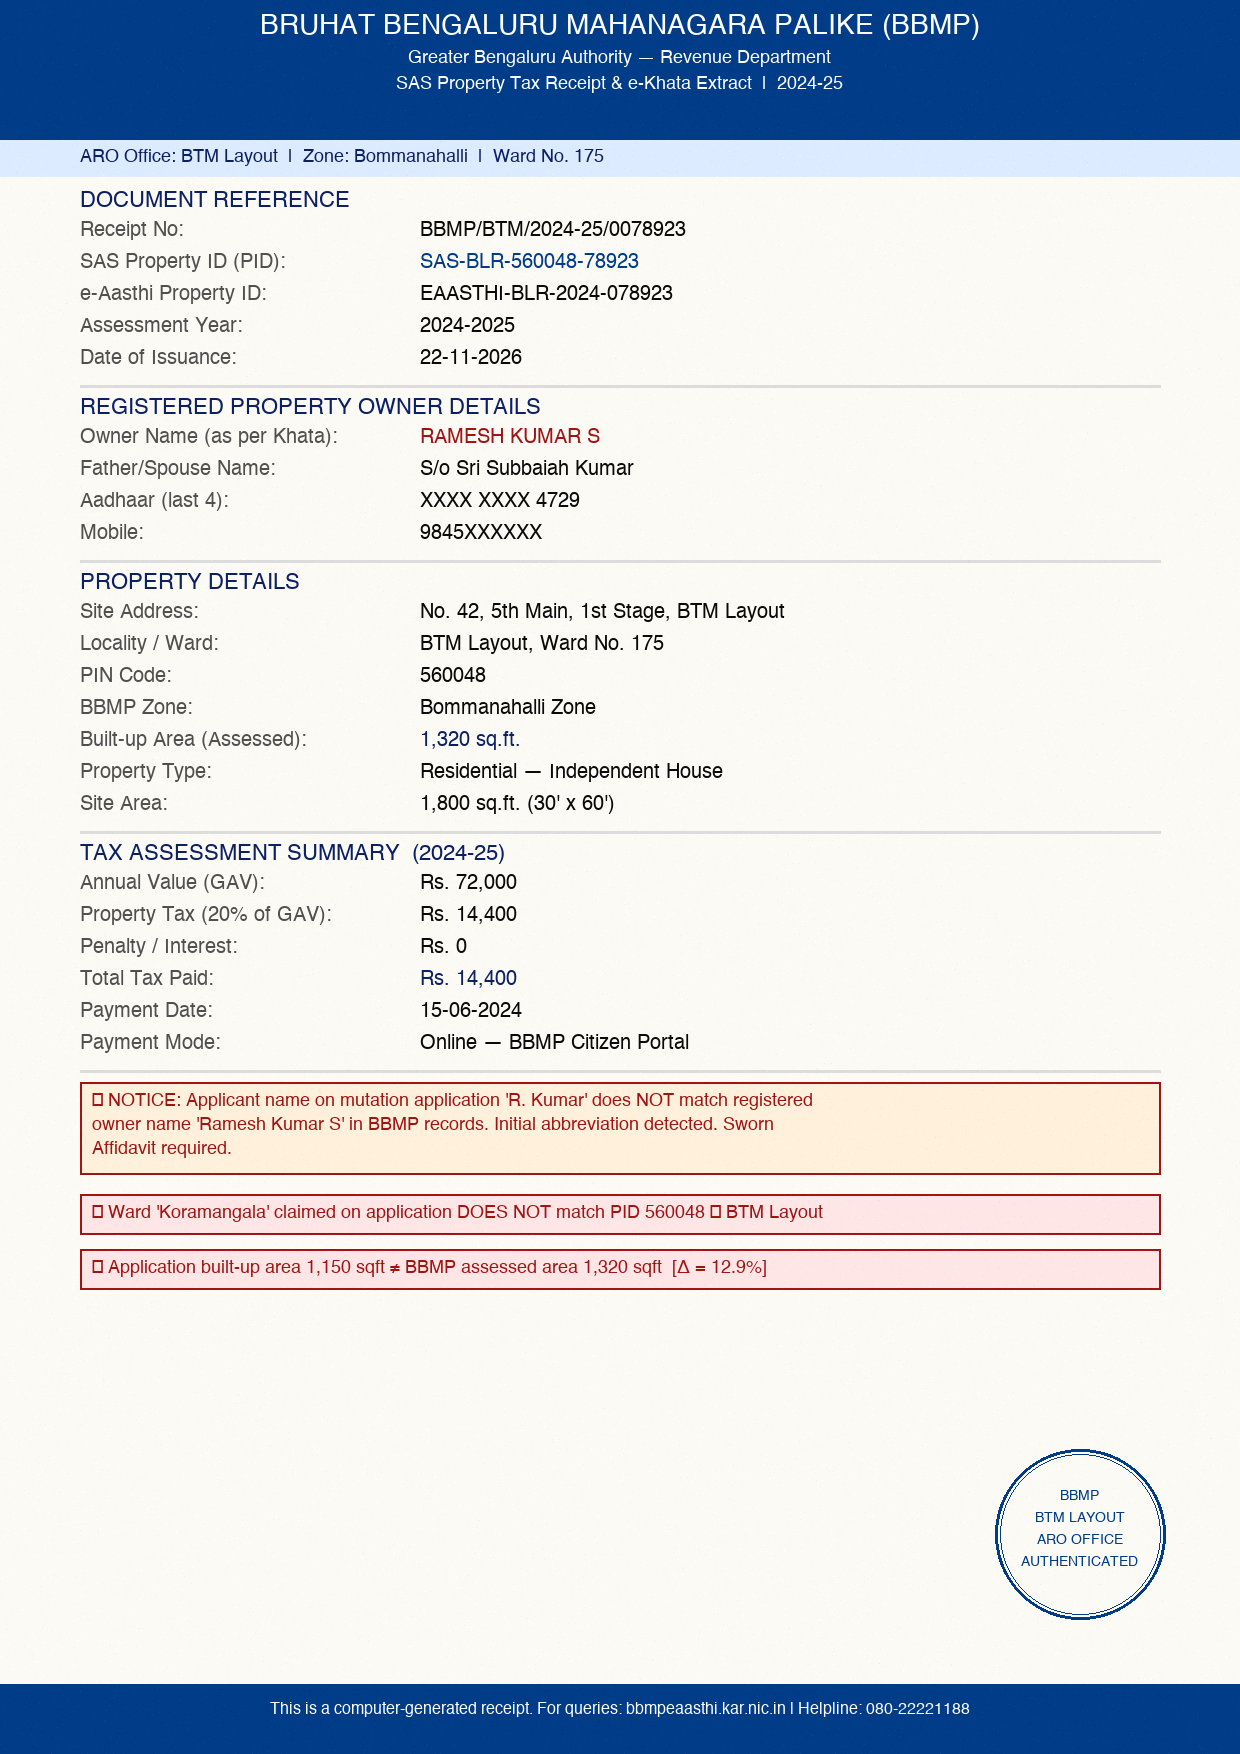 BRUHAT BENGALURU MAHANAGARA PALIKE (BBMP)
Greater Bengaluru Authority — Revenue Department
SAS Property Tax Receipt & e-Khata Extract | 2024-25
ARO Office: BTM Layout | Zone: Bommanahalli | Ward No. 175
DOCUMENT REFERENCE
Receipt No: BBMP/BTM/2024-25/0078923
SAS Property ID (PID): SAS-BLR-560048-78923
e-Aasthi Property ID: EAASTHI-BLR-2024-078923
Assessment Year: 2024-2025
Date of Issuance: 22-11-2026
REGISTERED PROPERTY OWNER DETAILS
Owner Name (as per Khata): RAMESH KUMAR S
Father/Spouse Name: S/o Sri Subbaiah Kumar
Aadhaar (last 4): XXXX XXXX 4729
Mobile: 9845XXXXXX
PROPERTY DETAILS
Site Address: No. 42, 5th Main, 1st Stage, BTM Layout
Locality / Ward: BTM Layout, Ward No. 175
PIN Code: 560048
BBMP Zone: Bommanahalli Zone
Built-up Area (Assessed): 1,320 sq.ft.
Property Type: Residential — Independent House
Site Area: 1,800 sq.ft. (30' x 60')
TAX ASSESSMENT SUMMARY (2024-25)
Annual Value (GAV): Rs. 72,000
Property Tax (20% of GAV): Rs. 14,400
Penalty / Interest: Rs. 0
Total Tax Paid: Rs. 14,400
Payment Date: 15-06-2024
Payment Mode: Online — BBMP Citizen Portal
□ NOTICE: Applicant name on mutation application 'R. Kumar' does NOT match registered
owner name 'Ramesh Kumar S' in BBMP records. Initial abbreviation detected. Sworn
Affidavit required.
□ Ward 'Koramangala' claimed on application DOES NOT match PID 560048 □ BTM Layout
□ Application built-up area 1,150 sqft ≠ BBMP assessed area 1,320 sqft [Δ = 12.9%]
BBMP
BTM LAYOUT
ARO OFFICE
AUTHENTICATED
This is a computer-generated receipt. For queries: bbmpeaasthi.kar.nic.in | Helpline: 080-22221188